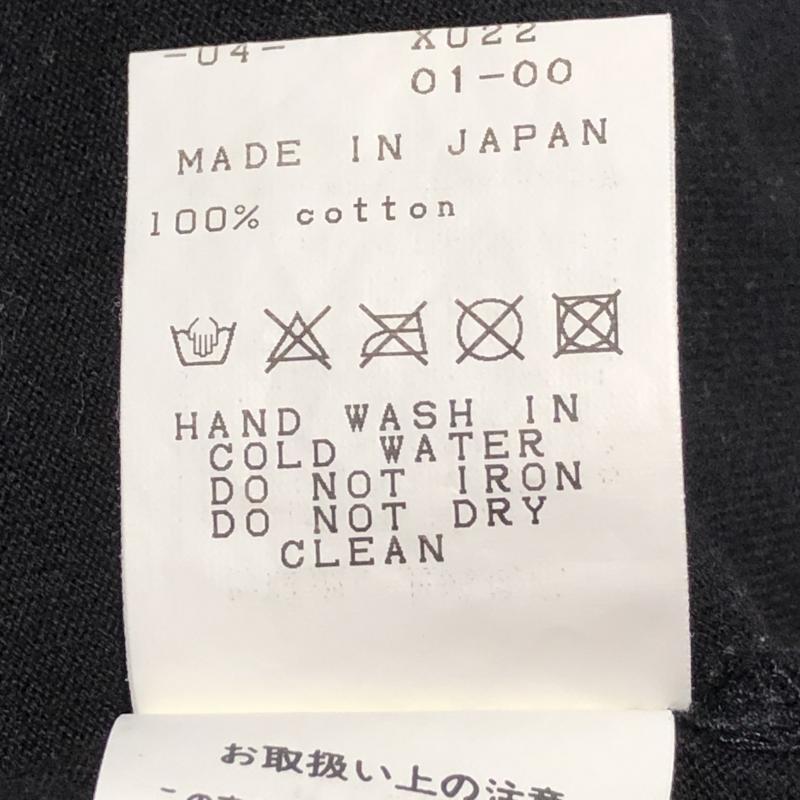 -04- XU22
01-00
MADE IN JAPAN
100% cotton
HAND WASH IN
COLD WATER
DO NOT IRON
DO NOT DRY
CLEAN
お取扱い上の注意